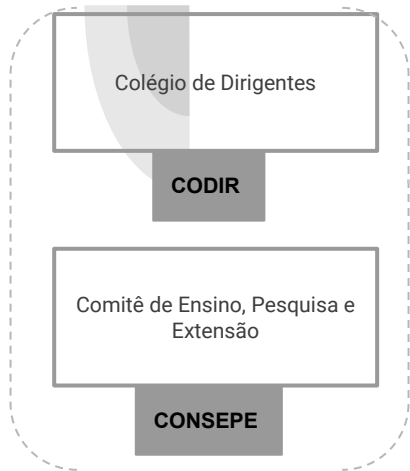 Colégio de Dirigentes
CODIR
Comitê de Ensino, Pesquisa e
Extensão
CONSEPE